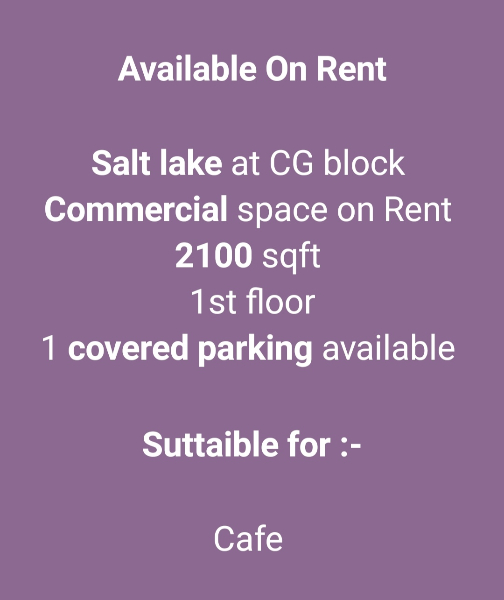 Available On Rent
Salt lake at CG block
Commercial space on Rent
2100 sqft
1st floor
1 covered parking available
Suttaible for :-
Cafe